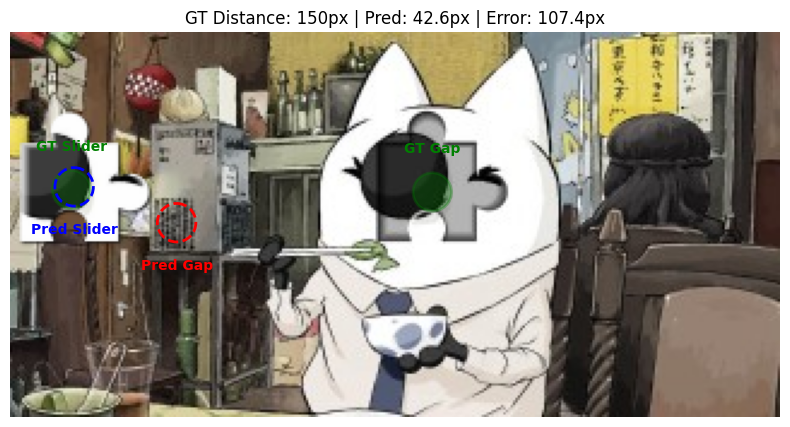 GT Distance: 150px | Pred: 42.6px | Error: 107.4px
GT Slider
GT Gap
Pred Slider
Pred Gap